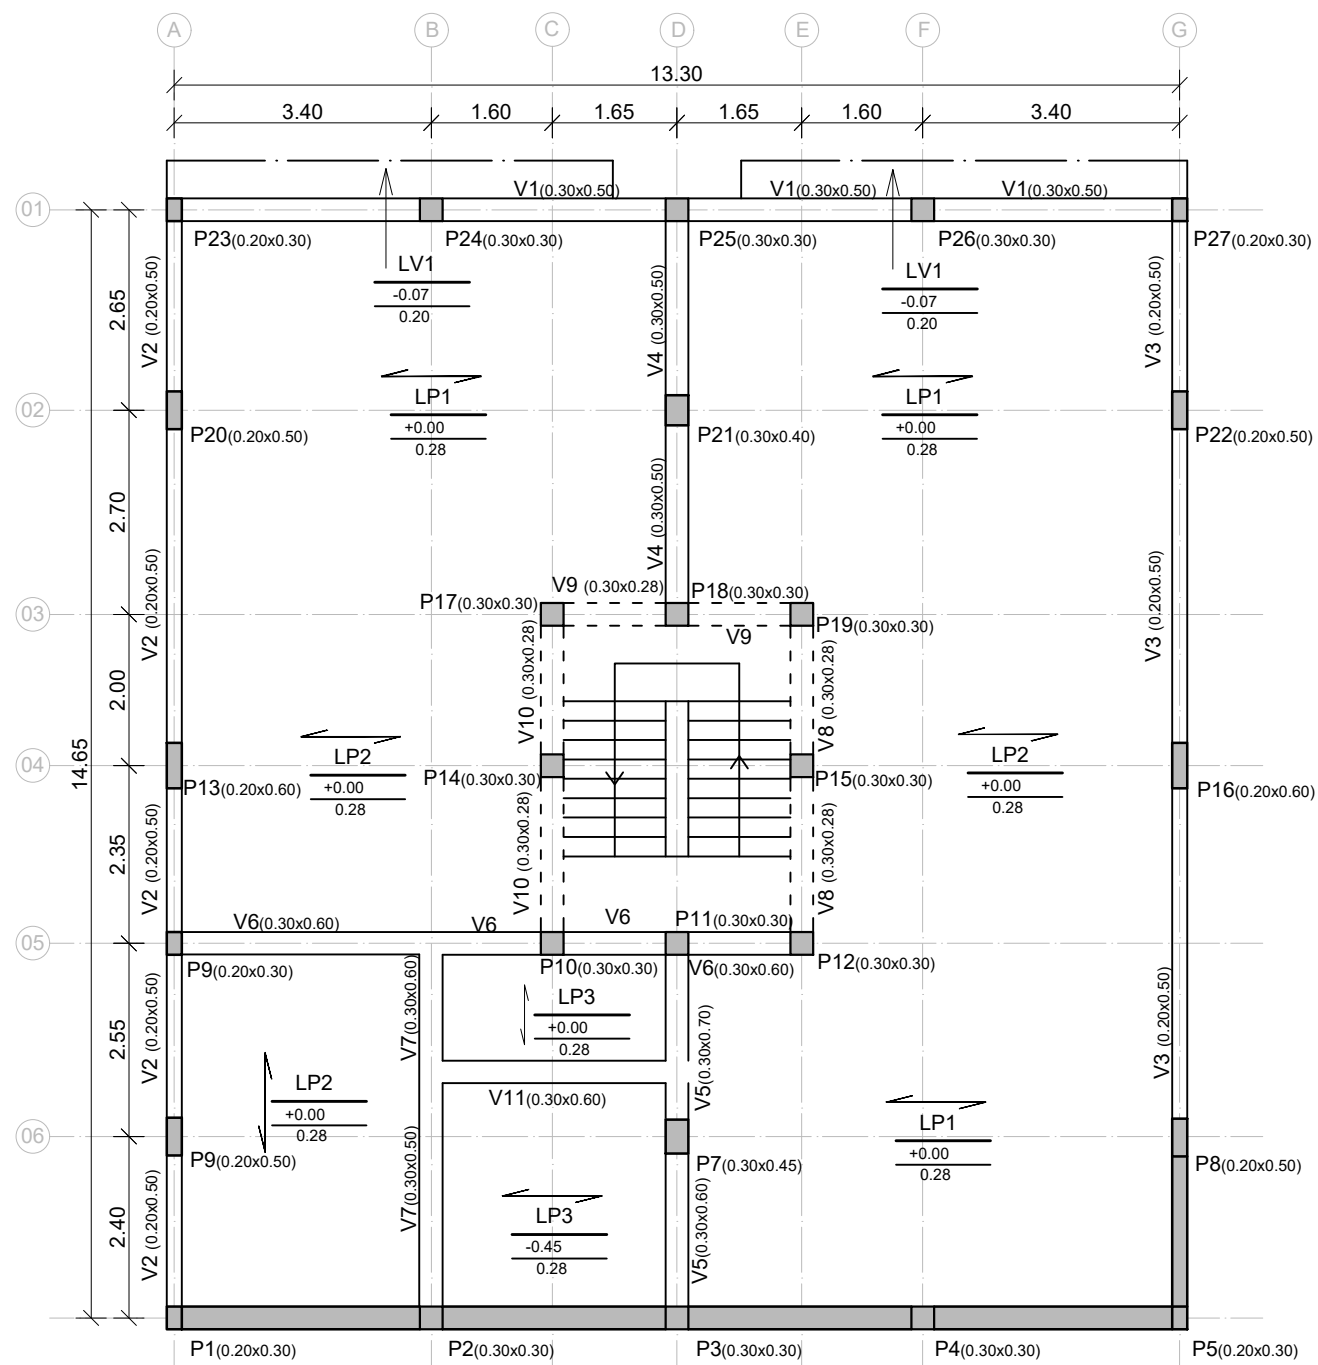 A B C D E F G
13.30
3.40 1.60 1.65 1.65 1.60 3.40
V1(0.30x0.50) V1(0.30x0.50) V1(0.30x0.50)
01
P23(0.20x0.30) P24(0.30x0.30) P25(0.30x0.30) P26(0.30x0.30) P27(0.20x0.30)
LV1
-0.07
0.20
LV1
-0.07
0.20
2.65
V2 (0.20x0.50)
V4 (0.30x0.50)
V3 (0.20x0.50)
LP1
+0.00
0.28
LP1
+0.00
0.28
02
P20(0.20x0.50) P21(0.30x0.40) P22(0.20x0.50)
2.70
V4 (0.30x0.50)
V2 (0.20x0.50)
V3 (0.20x0.50)
V9 (0.30x0.28) P18(0.30x0.30)
03
P17(0.30x0.30) P19(0.30x0.30)
V9
2.00
V10 (0.30x0.28)
V8 (0.30x0.28)
14.65
LP2
+0.00
0.28
LP2
+0.00
0.28
04
P13(0.20x0.60) P14(0.30x0.30) P15(0.30x0.30) P16(0.20x0.60)
2.35
V2 (0.20x0.50)
V10 (0.30x0.28)
V8 (0.30x0.28)
V6(0.30x0.60) V6 V6 P11(0.30x0.30)
05
P9(0.20x0.30) P10(0.30x0.30) V6(0.30x0.60) P12(0.30x0.30)
2.55
V2 (0.20x0.50)
V7(0.30x0.60)
LP3
+0.00
0.28
V5(0.30x0.70)
V3 (0.20x0.50)
LP2
+0.00
0.28
V11(0.30x0.60)
LP1
+0.00
0.28
06
P9(0.20x0.50) P7(0.30x0.45) P8(0.20x0.50)
2.40
V2 (0.20x0.50)
V7(0.30x0.50)
LP3
-0.45
0.28
V5(0.30x0.60)
P1(0.20x0.30) P2(0.30x0.30) P3(0.30x0.30) P4(0.30x0.30) P5(0.20x0.30)